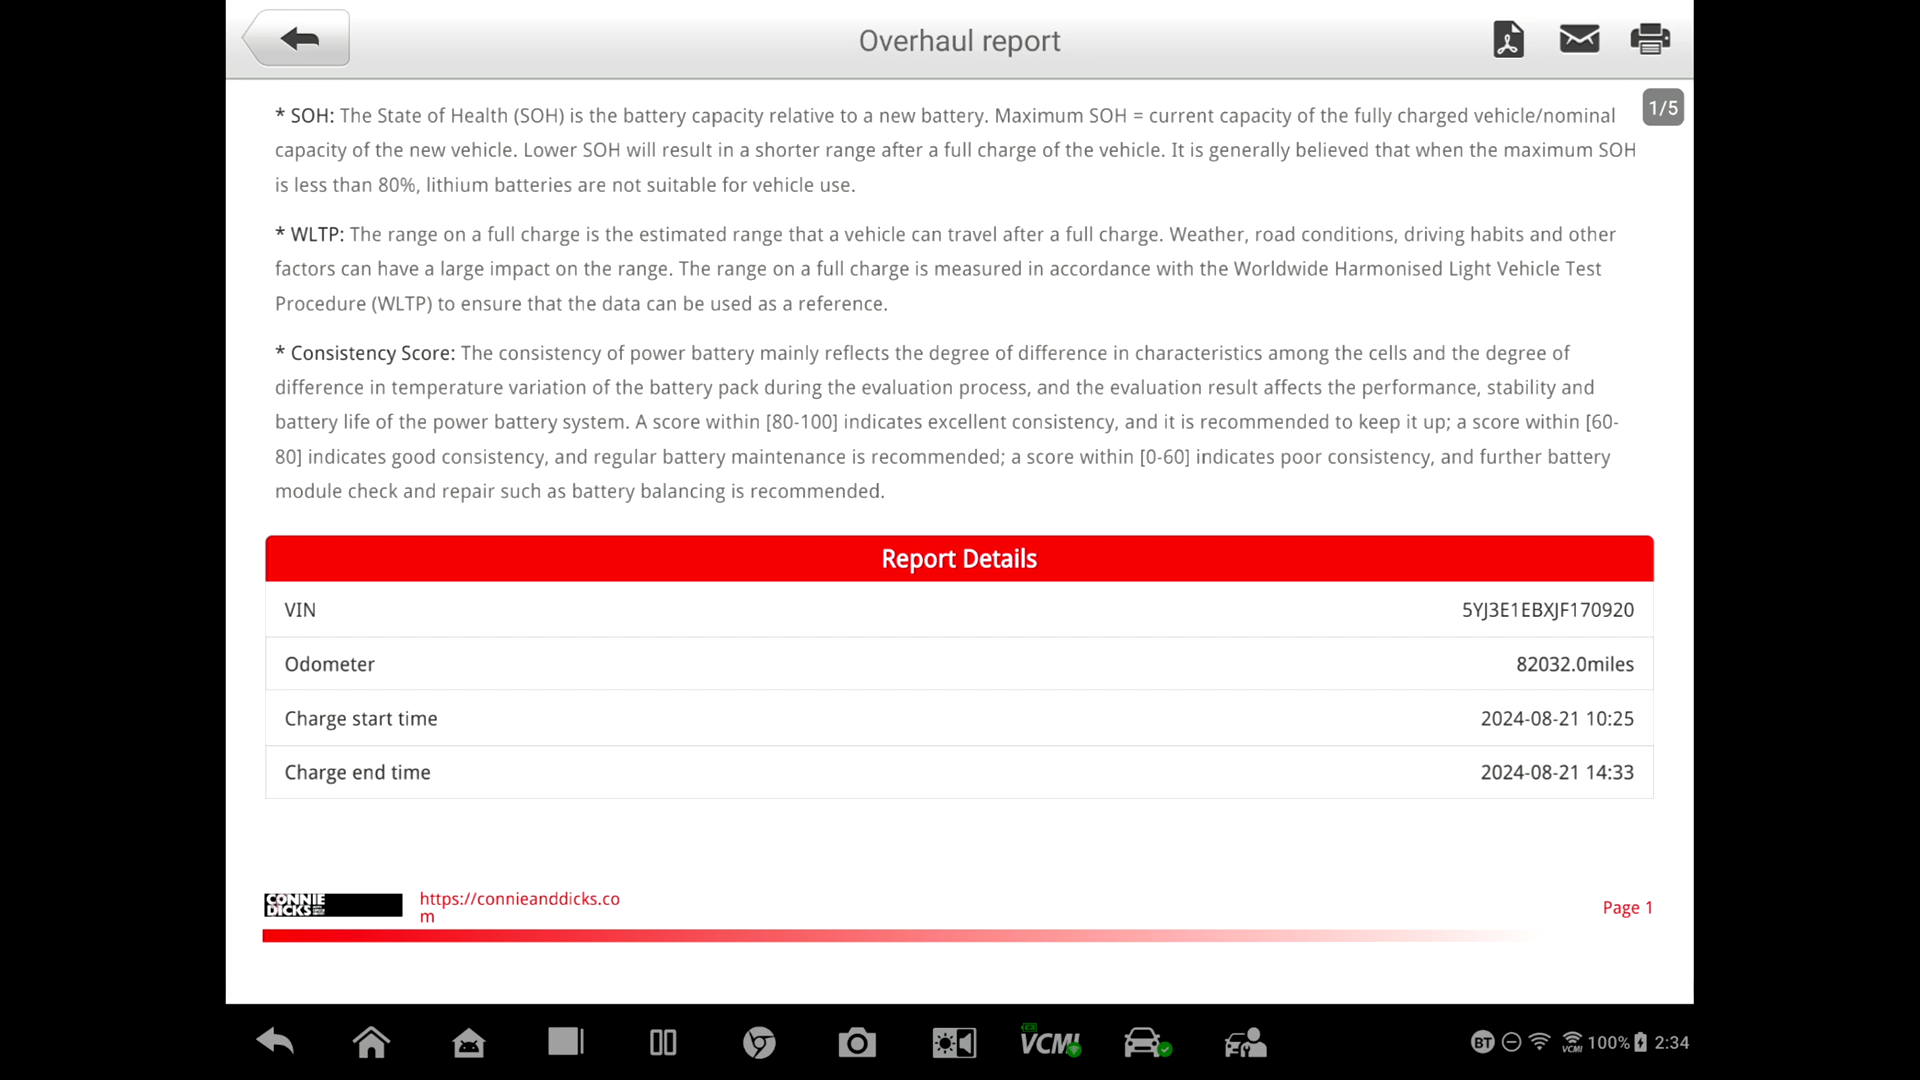 Overhaul report
1/5
* SOH: The State of Health (SOH) is the battery capacity relative to a new battery. Maximum SOH = current capacity of the fully charged vehicle/nominal
capacity of the new vehicle. Lower SOH will result in a shorter range after a full charge of the vehicle. It is generally believed that when the maximum SOH
is less than 80%, lithium batteries are not suitable for vehicle use.
* WLTP: The range on a full charge is the estimated range that a vehicle can travel after a full charge. Weather, road conditions, driving habits and other
factors can have a large impact on the range. The range on a full charge is measured in accordance with the Worldwide Harmonised Light Vehicle Test
Procedure (WLTP) to ensure that the data can be used as a reference.
* Consistency Score: The consistency of power battery mainly reflects the degree of difference in characteristics among the cells and the degree of
difference in temperature variation of the battery pack during the evaluation process, and the evaluation result affects the performance, stability and
battery life of the power battery system. A score within [80-100] indicates excellent consistency, and it is recommended to keep it up; a score within [60-
80] indicates good consistency, and regular battery maintenance is recommended; a score within [0-60] indicates poor consistency, and further battery
module check and repair such as battery balancing is recommended.
Report Details
VIN 5YJ3E1EBXJF170920
Odometer 82032.0miles
Charge start time 2024-08-21 10:25
Charge end time 2024-08-21 14:33
CONNIE
DICKS
https://connieanddicks.co
m
Page 1
VCMI
BT VCMI 100% 2:34